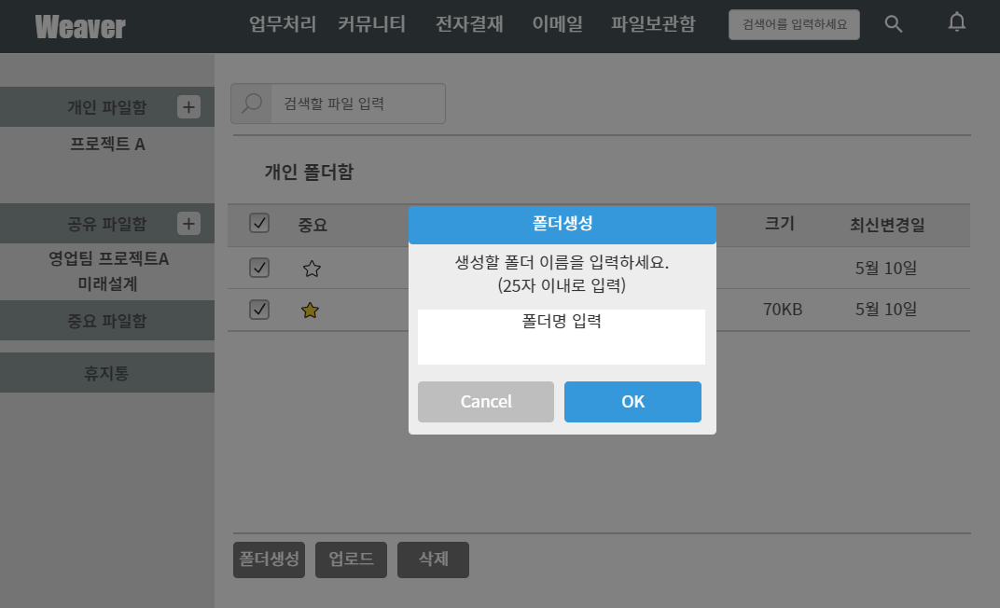 Weaver
업무처리 커뮤니티 전자결재 이메일 파일보관함 검색어를 입력하세요
개인 파일함 +
프로젝트 A
공유 파일함 +
영업팀 프로젝트A
미래설계
중요 파일함
휴지통
검색할 파일 입력
개인 폴더함
중요 크기 최신변경일
5월 10일
70KB 5월 10일
폴더생성
생성할 폴더 이름을 입력하세요.
(25자 이내로 입력)
폴더명 입력
Cancel OK
폴더생성 업로드 삭제